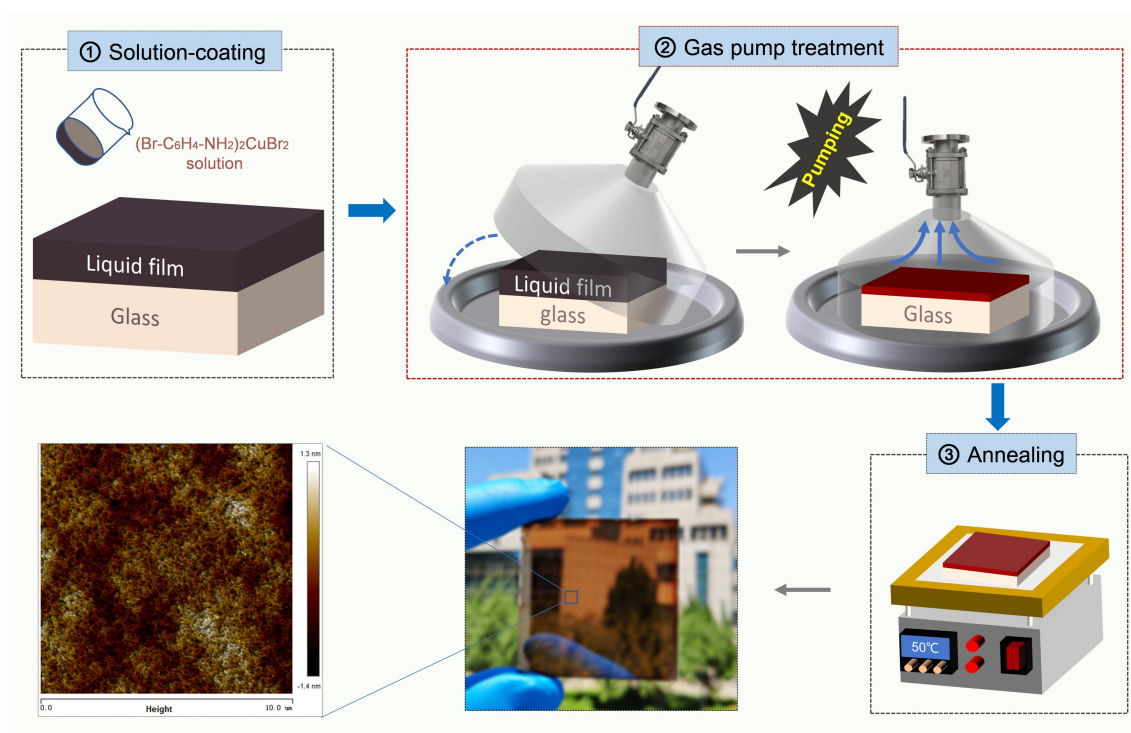 ① Solution-coating
(Br-C₆H₄-NH₂)₂CuBr₂
solution
Liquid film
Glass
② Gas pump treatment
Liquid film
glass
Pumping
Glass
③ Annealing
50℃
1.3 nm
-1.4 nm
0.0
Height
10.0 um